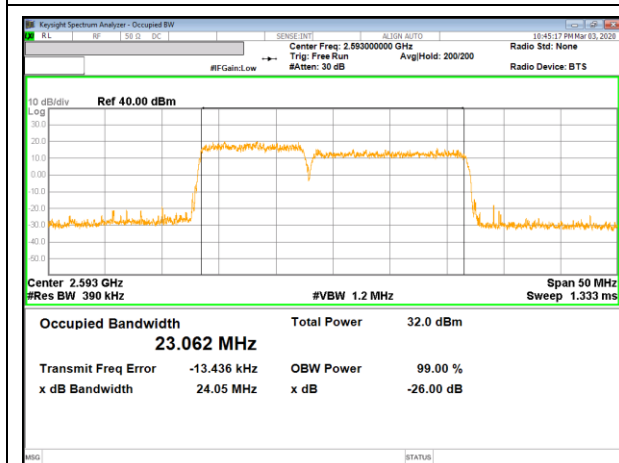 Keysight Spectrum Analyzer - Occupied BW
RL RF 50 Ω DC SENSE:INT ALIGN AUTO 10:45:17 PM Mar 03, 2020
Center Freq: 2.593000000 GHz Radio Std: None
Trig: Free Run Avg|Hold: 200/200
#IFGain:Low #Atten: 30 dB Radio Device: BTS
10 dB/div Ref 40.00 dBm
Log
30.0
20.0
10.0
0.00
-10.0
-20.0
-30.0
-40.0
-50.0
Center 2.593 GHz Span 50 MHz
#Res BW 390 kHz #VBW 1.2 MHz Sweep 1.333 ms
Occupied Bandwidth Total Power 32.0 dBm
23.062 MHz
Transmit Freq Error -13.436 kHz OBW Power 99.00 %
x dB Bandwidth 24.05 MHz x dB -26.00 dB
MSG STATUS